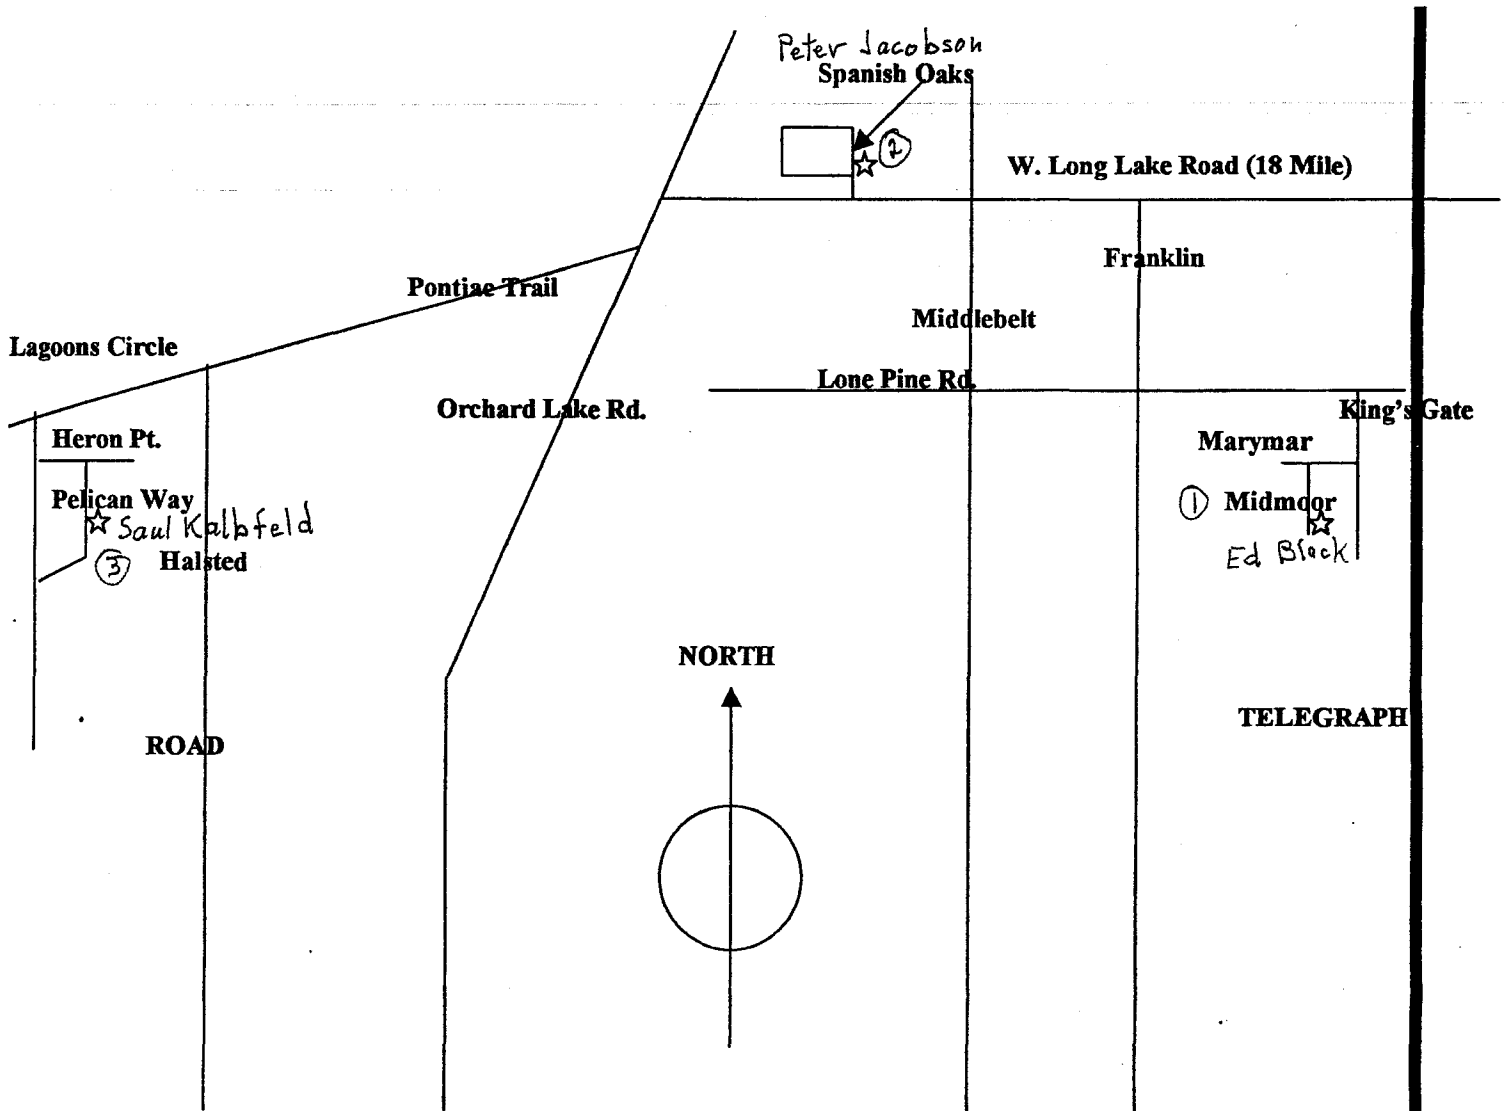 Peter Jacobson
Spanish Oaks
2
W. Long Lake Road (18 Mile)
Franklin
Pontiac Trail
Middlebelt
Lagoons Circle
Lone Pine Rd.
Orchard Lake Rd.
King's Gate
Heron Pt.
Marymar
Pelican Way
1 Midmoor
Saul Kalbfeld
Ed Black
3 Halsted
NORTH
TELEGRAPH
ROAD